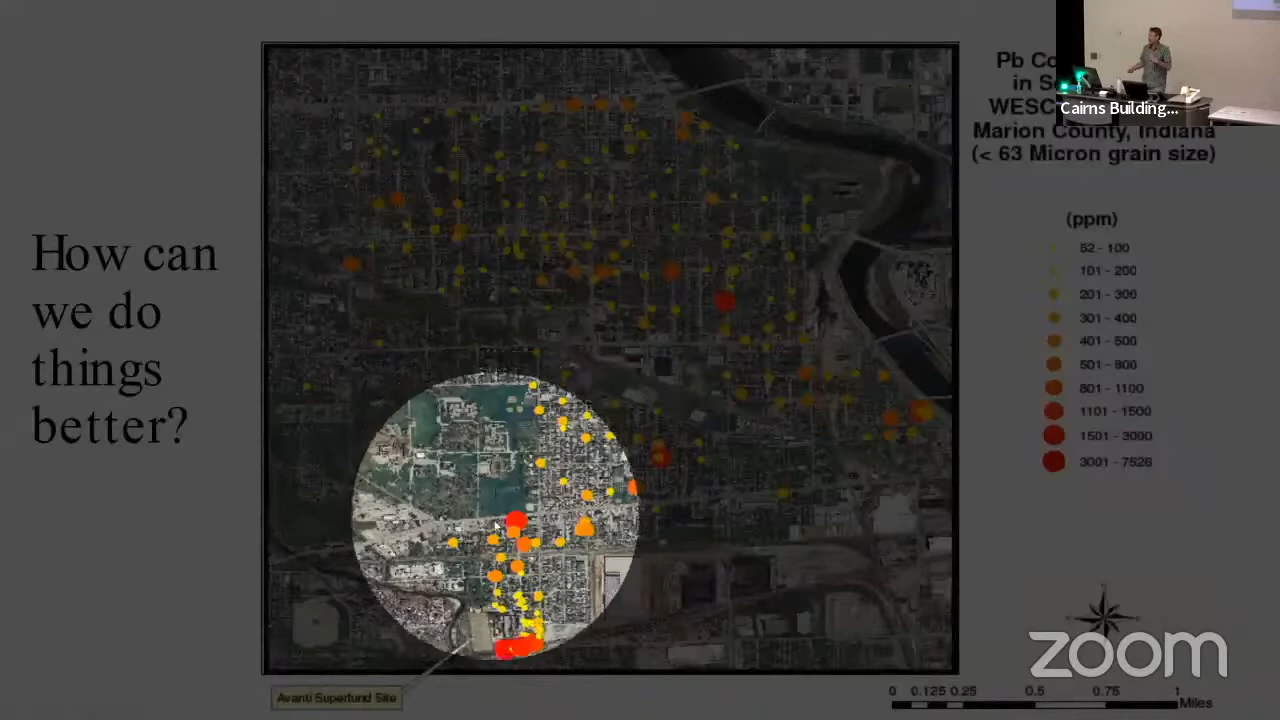 How can
we do
things
better?
Pb Co
in S
WESC
Marion County, Indiana
(< 63 Micron grain size)
Cairns Building...
(ppm)
52 - 100
101 - 200
201 - 300
301 - 400
401 - 500
501 - 800
801 - 1100
1101 - 1500
1501 - 3000
3001 - 7528
Avanti Superfund Site
zoom
0 0.125 0.25 0.5 0.75 1
Miles